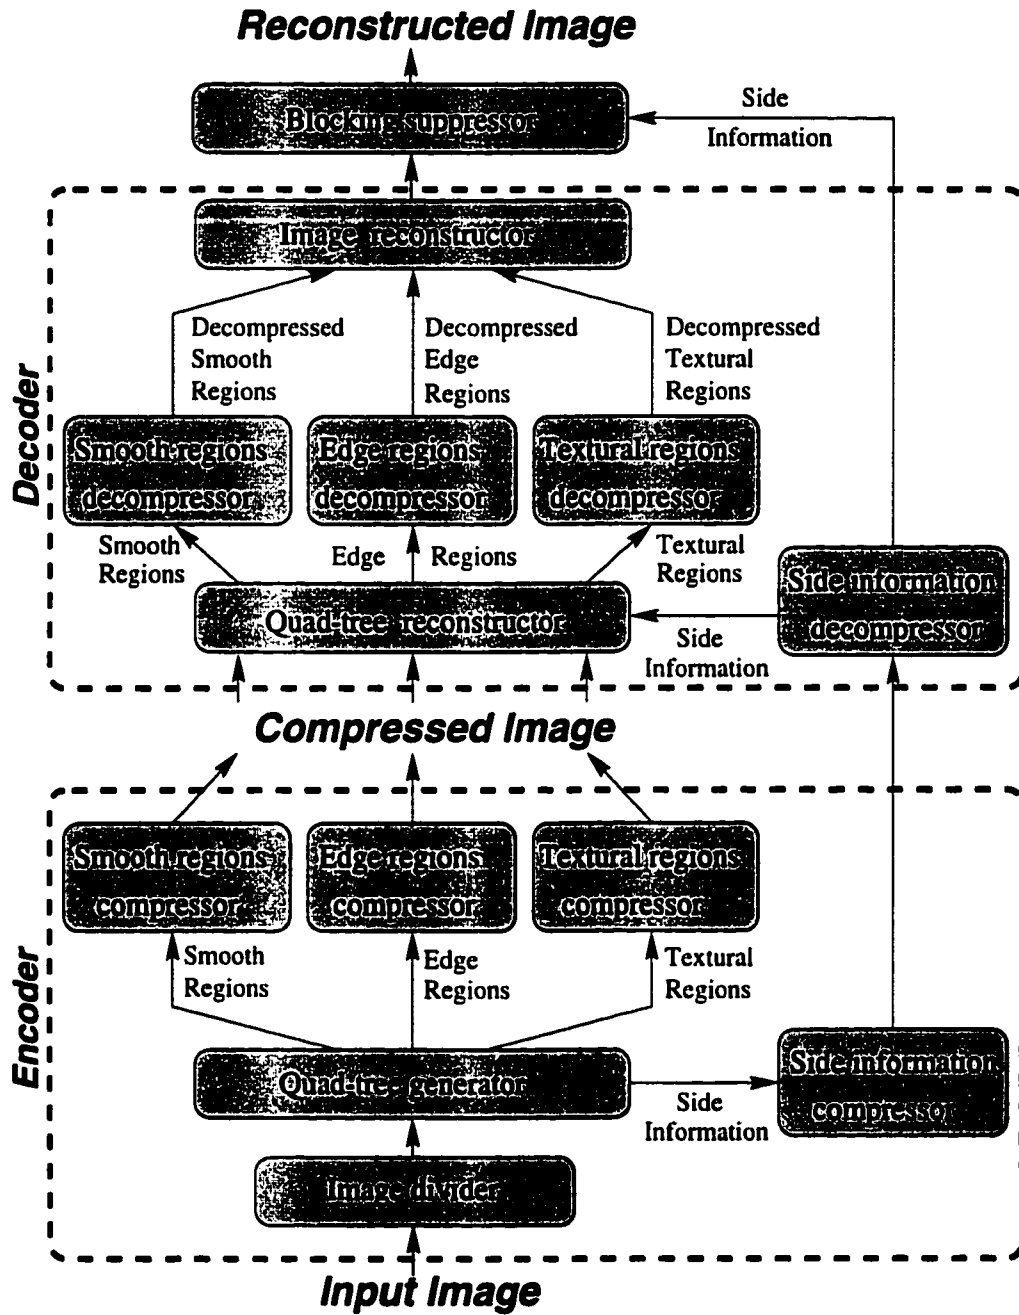 Reconstructed Image
Blocking suppressor
Side
Information
Image reconstructor
Decompressed
Smooth
Regions
Decompressed
Edge
Regions
Decompressed
Textural
Regions
Decoder
Smooth regions
decompressor
Edge regions
decompressor
Textural regions
decompressor
Smooth
Regions
Edge Regions
Textural
Regions
Side information
decompressor
Quad-tree reconstructor
Side
Information
Compressed Image
Encoder
Smooth regions
compressor
Edge regions
compressor
Textural regions
compressor
Smooth
Regions
Edge
Regions
Textural
Regions
Quad-tree generator
Side
Information
Side information
compressor
Image divider
Input Image